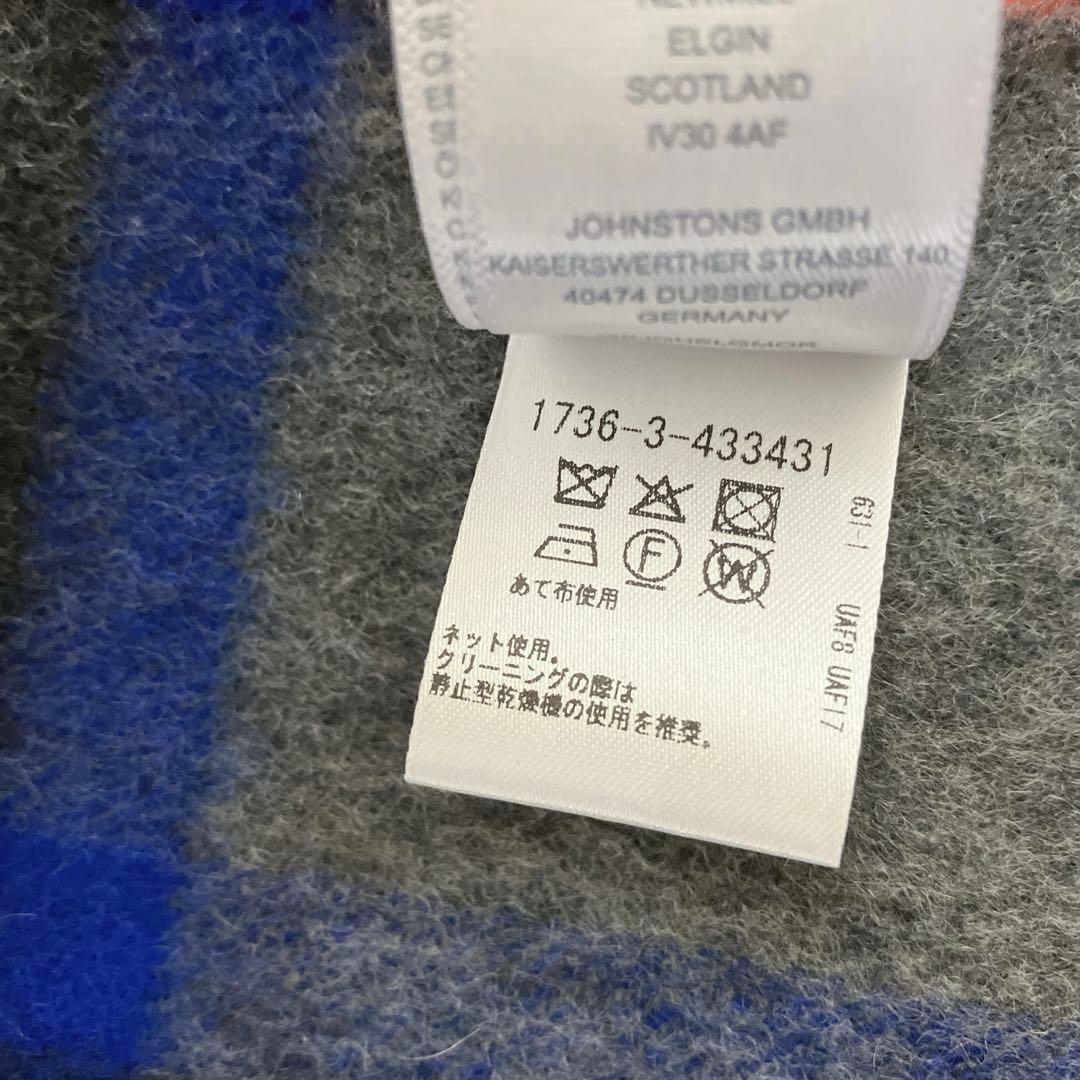 ELGIN
SCOTLAND
IV30 4AF
JOHNSTONS GMBH
KAISERSWERTHER STRASSE 140
40474 DUSSELDORF
GERMANY
1736-3-433431
F
W
あて布使用
ネット使用。
クリーニングの際は
静止型乾燥機の使用を推奨。
631-1 UAF8 UAF17